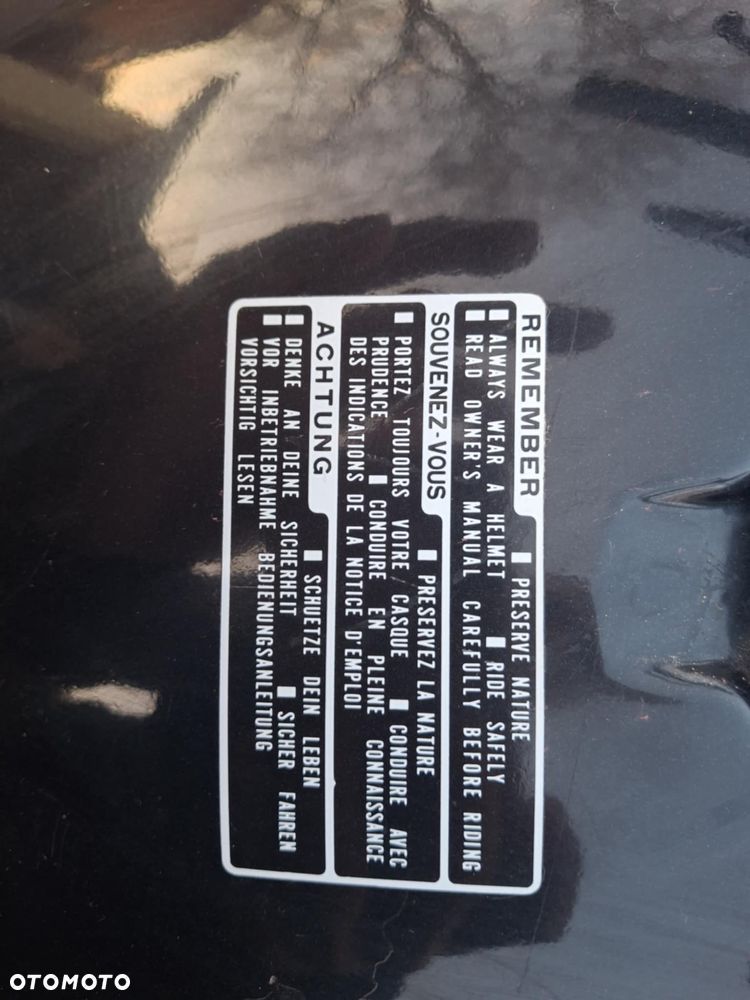 REMEMBER ■ PRESERVE NATURE
■ ALWAYS WEAR A HELMET ■ RIDE SAFELY
■ READ OWNER'S MANUAL CAREFULLY BEFORE RIDING
SOUVENEZ-VOUS ■ PRESERVEZ LA NATURE
■ PORTEZ TOUJOURS VOTRE CASQUE ■ CONDUIRE AVEC
PRUDENCE ■ CONDUIRE EN PLEINE CONNAISSANCE
DES INDICATIONS DE LA NOTICE D'EMPLOI
ACHTUNG ■ SCHUETZE DEIN LEBEN
■ DENKE AN DEINE SICHERHEIT ■ SICHER FAHREN
■ VOR INBETRIEBNAHME BEDIENUNGSANLEITUNG
VORSICHTIG LESEN
OTOMOTO